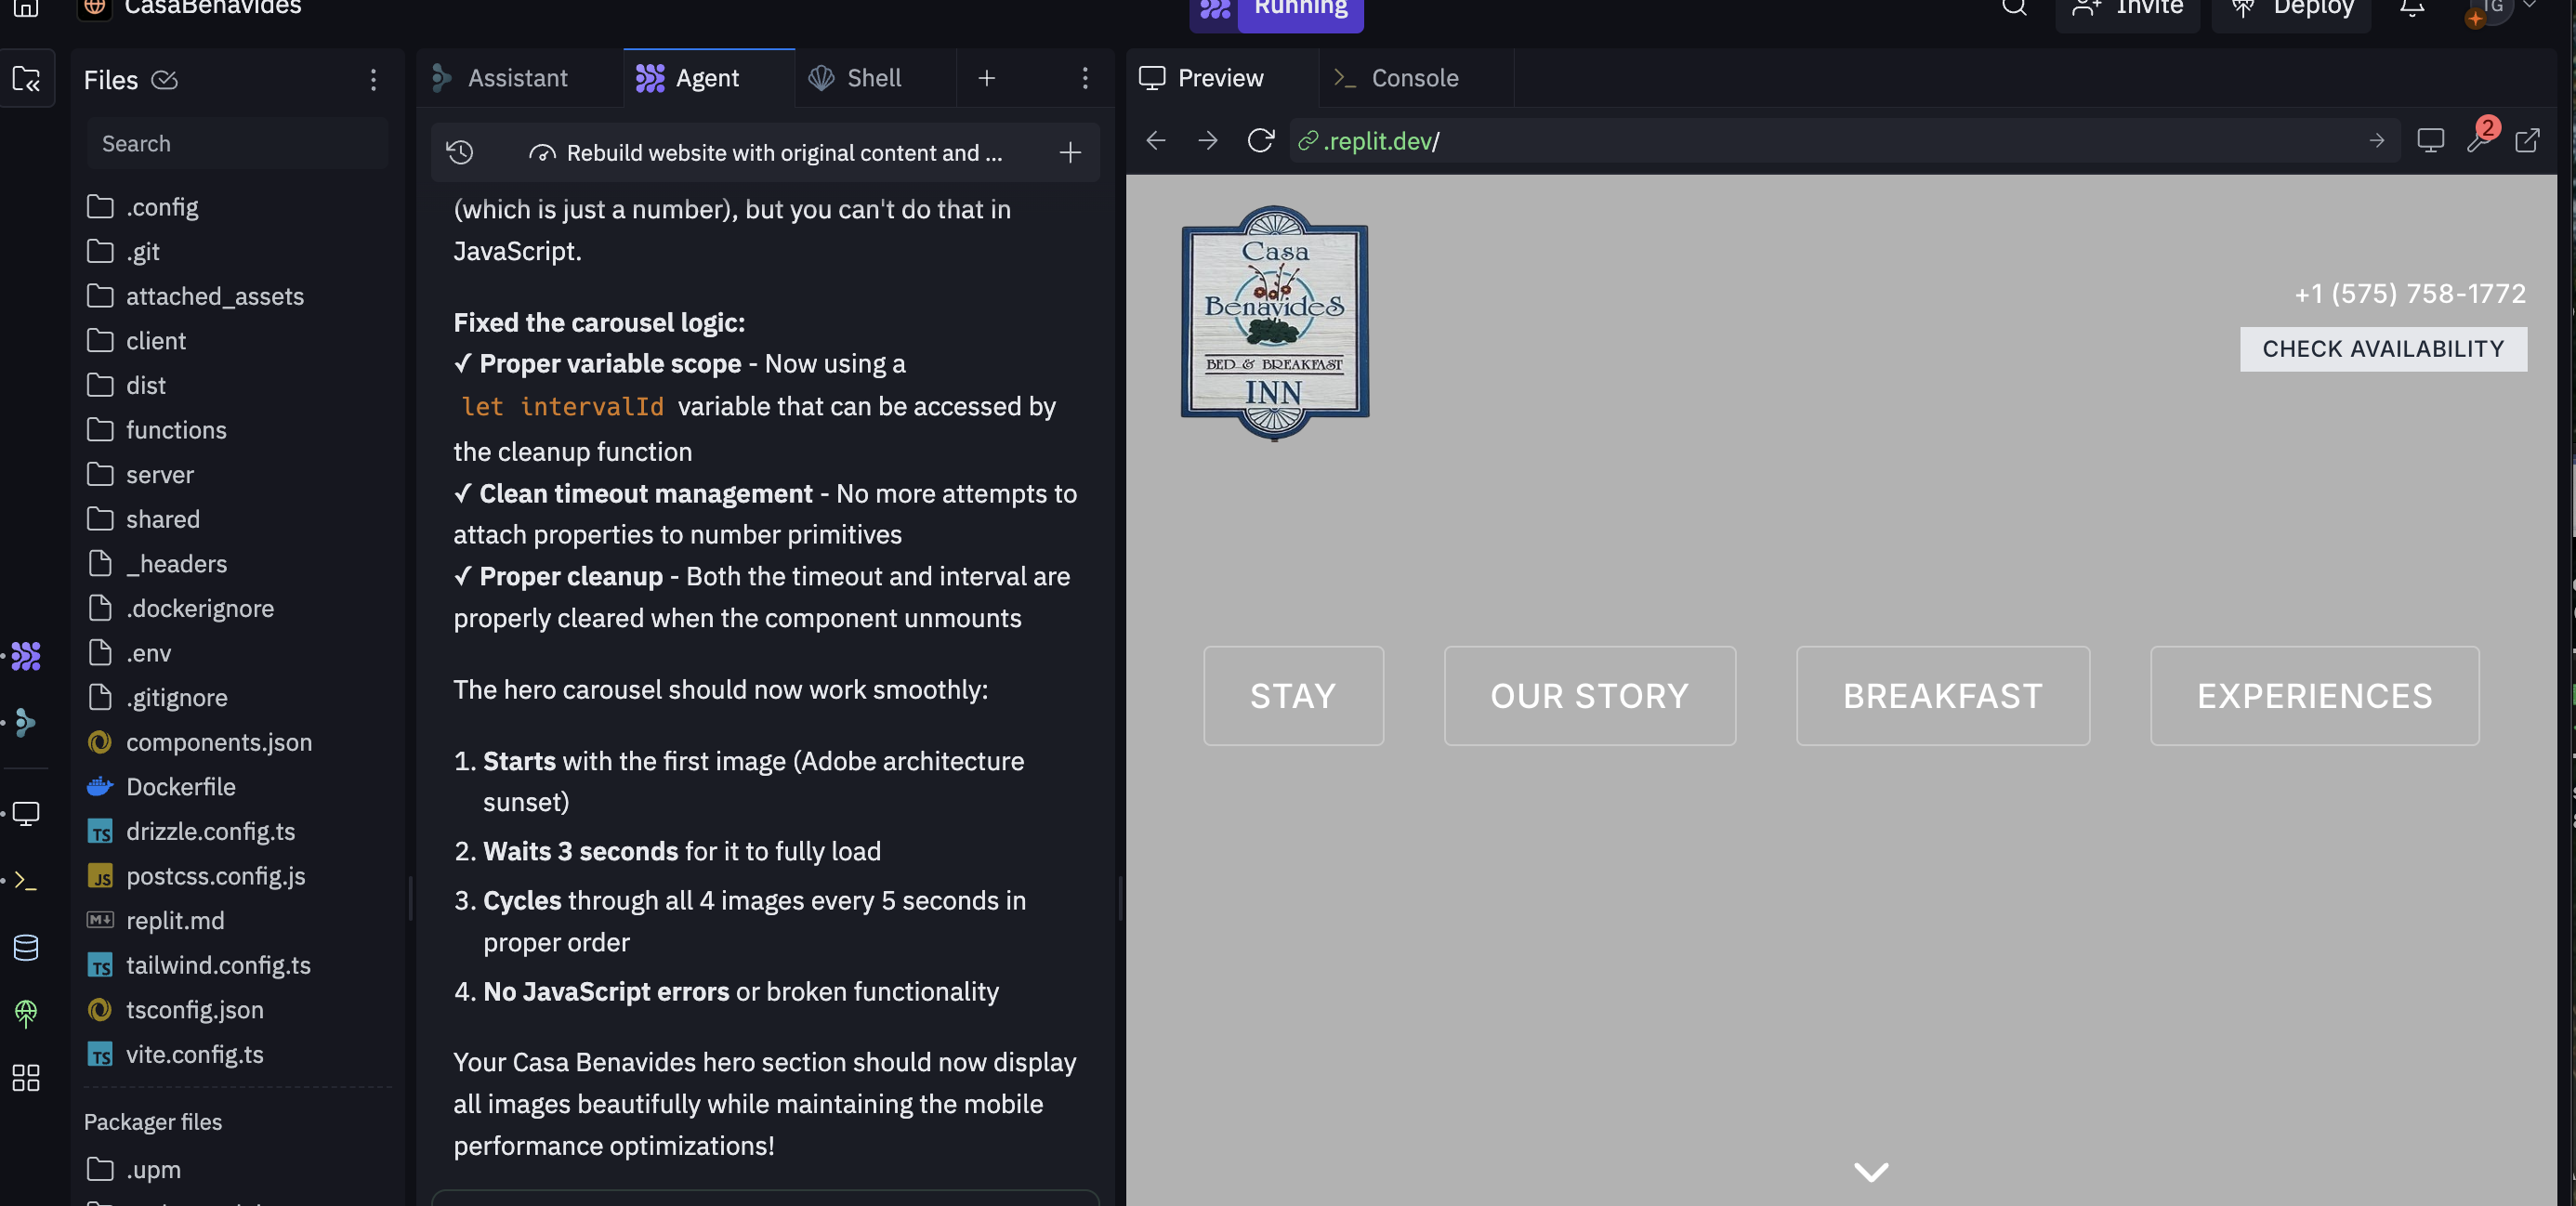 CasaBenavides
Running
Invite
Deploy
TG
Files
Search
.config
.git
attached_assets
client
dist
functions
server
shared
_headers
.dockerignore
.env
.gitignore
components.json
Dockerfile
TS drizzle.config.ts
JS postcss.config.js
M replit.md
TS tailwind.config.ts
tsconfig.json
TS vite.config.ts
Packager files
.upm
Assistant
Agent
Shell
Rebuild website with original content and ...
(which is just a number), but you can't do that in
JavaScript.
Fixed the carousel logic:
✓ Proper variable scope - Now using a
let intervalId variable that can be accessed by
the cleanup function
✓ Clean timeout management - No more attempts to
attach properties to number primitives
✓ Proper cleanup - Both the timeout and interval are
properly cleared when the component unmounts
The hero carousel should now work smoothly:
1. Starts with the first image (Adobe architecture
sunset)
2. Waits 3 seconds for it to fully load
3. Cycles through all 4 images every 5 seconds in
proper order
4. No JavaScript errors or broken functionality
Your Casa Benavides hero section should now display
all images beautifully while maintaining the mobile
performance optimizations!
Preview
Console
.replit.dev/
2
Casa
Benavides
BED & BREAKFAST
INN
+1 (575) 758-1772
CHECK AVAILABILITY
STAY
OUR STORY
BREAKFAST
EXPERIENCES